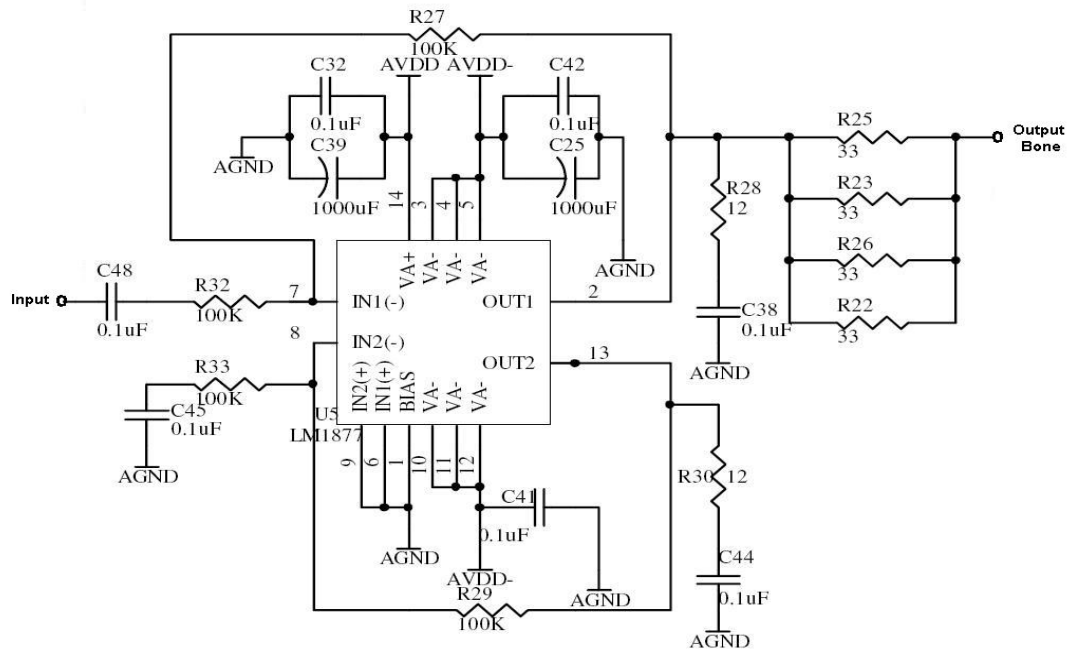 R27
100K
AVDD AVDD-
C32
0.1uF
C39
1000uF
AGND
C42
0.1uF
C25
1000uF
AGND
14
3
4
5
VA+
VA-
VA-
VA-
R25
33
R23
33
R26
33
R22
33
Output
Bone
R28
12
C38
0.1uF
AGND
Input
C48
0.1uF
R32
100K
7
IN1(-)
OUT1
2
8
IN2(-)
OUT2
13
R33
100K
C45
0.1uF
AGND
U5
LM1877
IN2(+)
IN1(+)
BIAS
VA-
VA-
VA-
9
6
1
10
11
12
AGND
C41
0.1uF
AGND
AVDD-
R29
100K
R30
12
C44
0.1uF
AGND